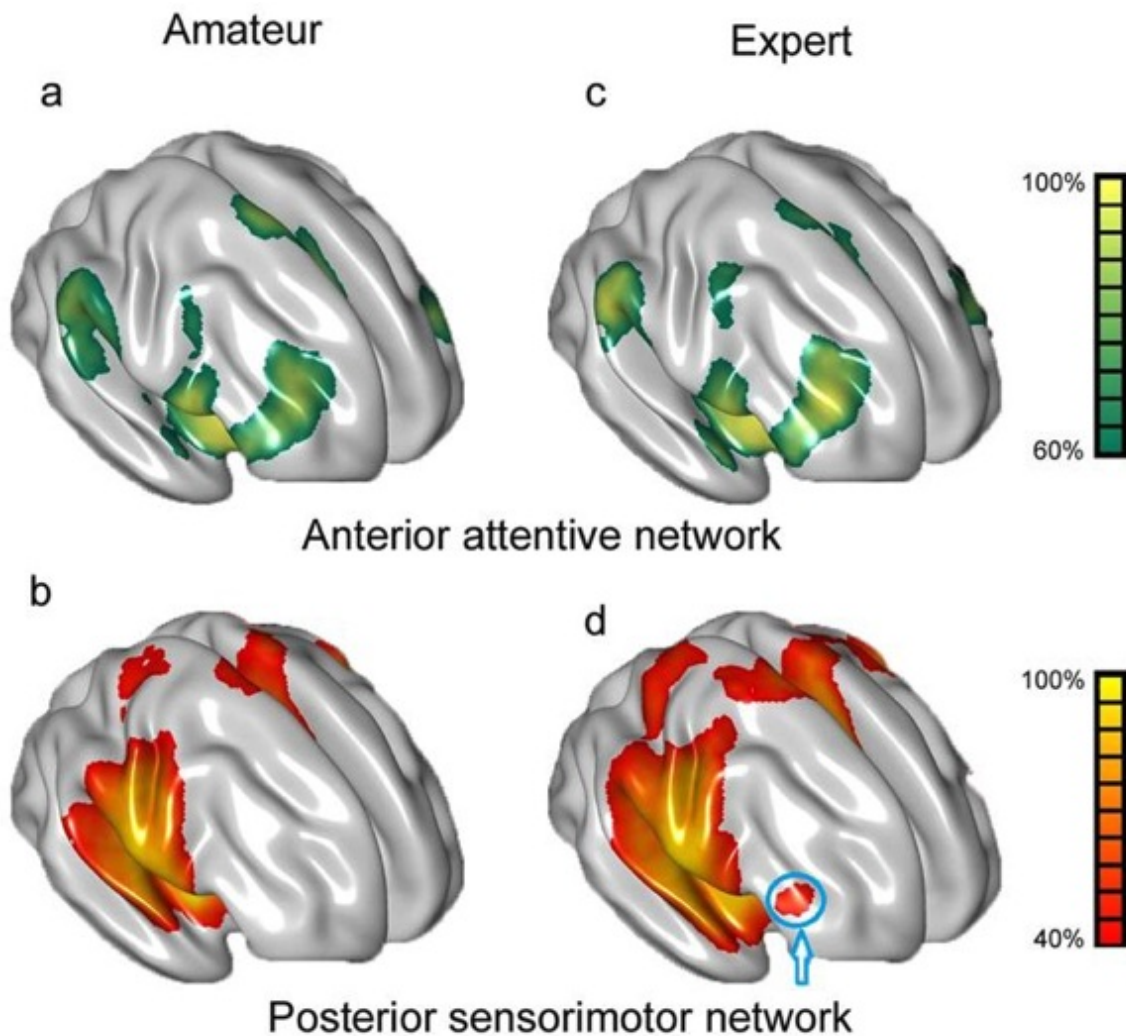 Amateur
Expert
a
c
100%
60%
Anterior attentive network
b
d
100%
40%
Posterior sensorimotor network